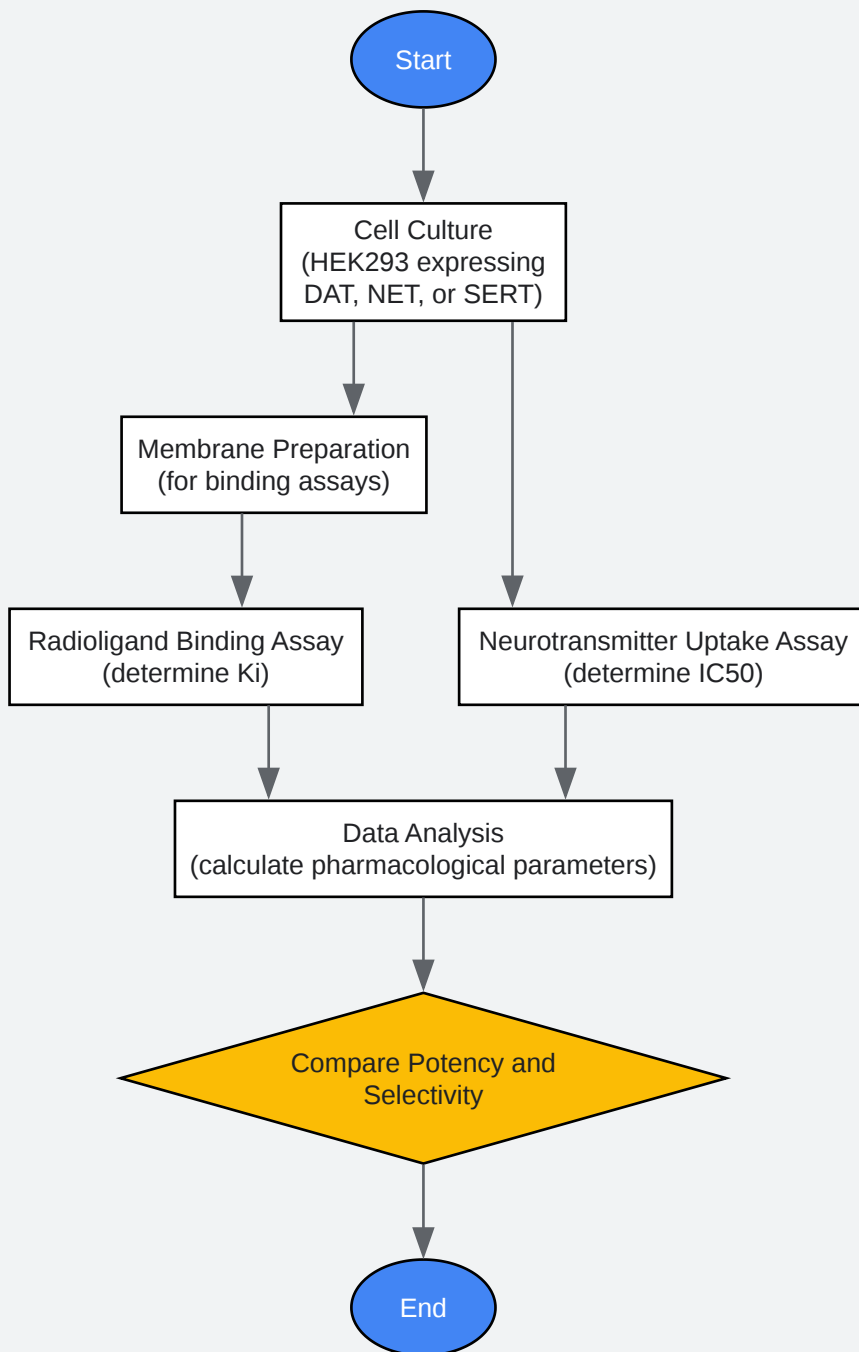 Start
Cell Culture
(HEK293 expressing
DAT, NET, or SERT)
Membrane Preparation
(for binding assays)
Radioligand Binding Assay
(determine Ki)
Neurotransmitter Uptake Assay
(determine IC50)
Data Analysis
(calculate pharmacological parameters)
Compare Potency and
Selectivity
End